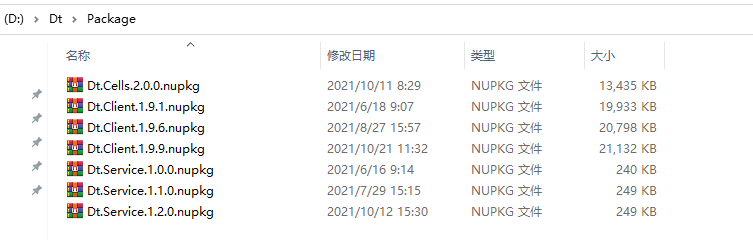 (D:) > Dt > Package
名称 修改日期 类型 大小
Dt.Cells.2.0.0.nupkg 2021/10/11 8:29 NUPKG 文件 13,435 KB
Dt.Client.1.9.1.nupkg 2021/6/18 9:07 NUPKG 文件 19,933 KB
Dt.Client.1.9.6.nupkg 2021/8/27 15:57 NUPKG 文件 20,798 KB
Dt.Client.1.9.9.nupkg 2021/10/21 11:32 NUPKG 文件 21,132 KB
Dt.Service.1.0.0.nupkg 2021/6/16 9:14 NUPKG 文件 240 KB
Dt.Service.1.1.0.nupkg 2021/7/29 15:15 NUPKG 文件 249 KB
Dt.Service.1.2.0.nupkg 2021/10/12 15:30 NUPKG 文件 249 KB